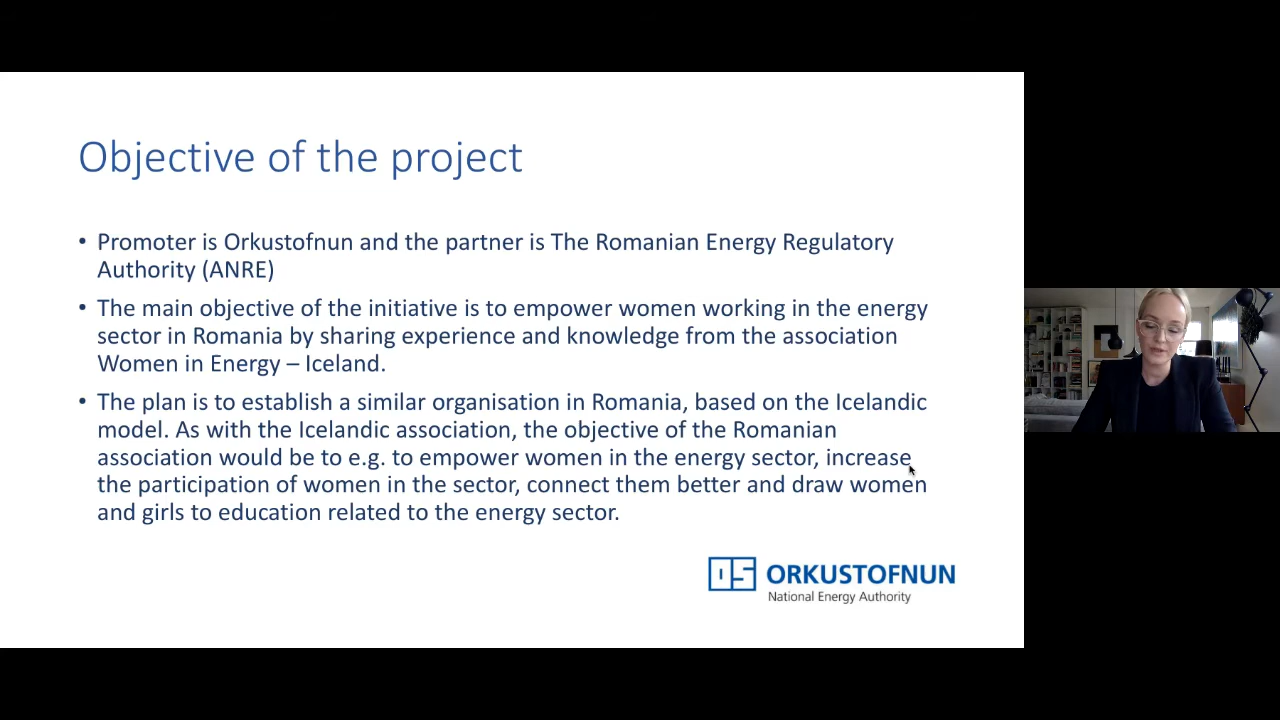 Objective of the project
• Promoter is Orkustofnun and the partner is The Romanian Energy Regulatory
Authority (ANRE)
• The main objective of the initiative is to empower women working in the energy
sector in Romania by sharing experience and knowledge from the association
Women in Energy – Iceland.
• The plan is to establish a similar organisation in Romania, based on the Icelandic
model. As with the Icelandic association, the objective of the Romanian
association would be to e.g. to empower women in the energy sector, increase
the participation of women in the sector, connect them better and draw women
and girls to education related to the energy sector.
OS ORKUSTOFNUN
National Energy Authority